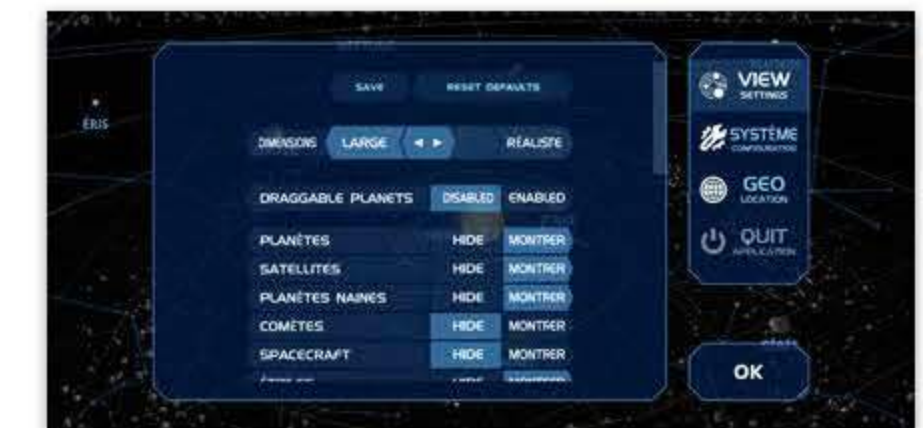 ÉRIS
SAVE RESET DEFAULTS
DIMENSIONS LARGE ◄ ► RÉALISTE
DRAGGABLE PLANETS DISABLED ENABLED
PLANÈTES HIDE MONTRER
SATELLITES HIDE MONTRER
PLANÈTES NAINES HIDE MONTRER
COMÈTES HIDE MONTRER
SPACECRAFT HIDE MONTRER
VIEW
SETTINGS
SYSTÈME
CONFIGURATION
GEO
LOCATION
QUIT
APPLICATION
OK